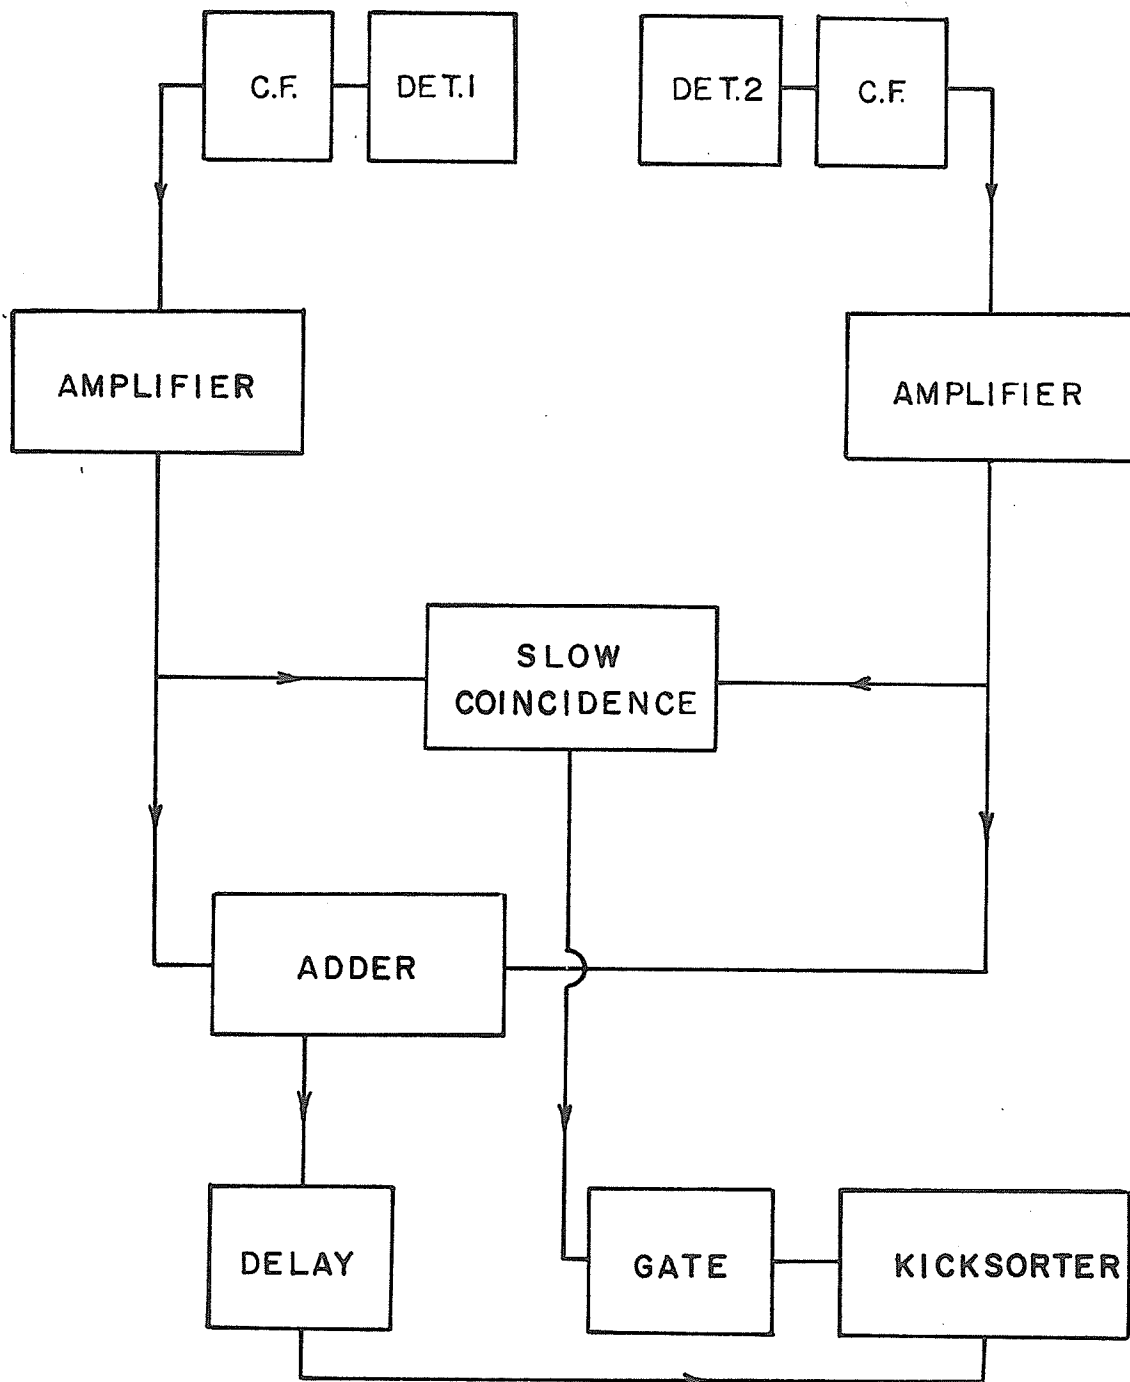 C.F.
DET.1
DET.2
C.F.
AMPLIFIER
AMPLIFIER
SLOW
COINCIDENCE
ADDER
DELAY
GATE
KICKSORTER